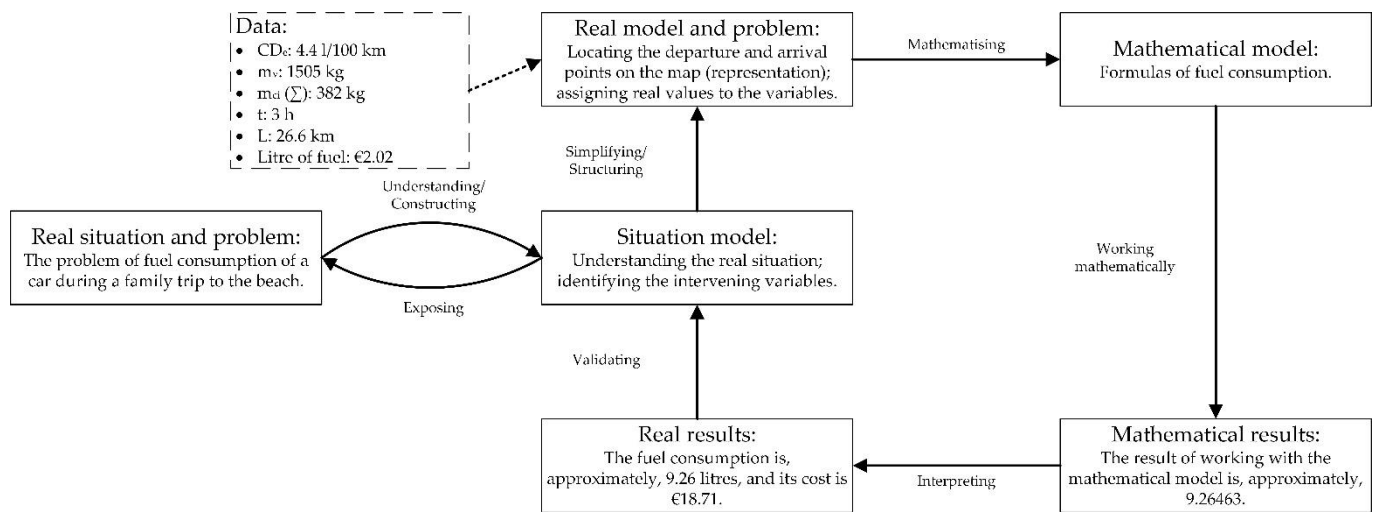 Data:
• CDₑ: 4.4 l/100 km
• mᵥ: 1505 kg
• m_cl (∑): 382 kg
• t: 3 h
• L: 26.6 km
• Litre of fuel: €2.02
Real model and problem:
Locating the departure and arrival
points on the map (representation);
assigning real values to the variables.
Mathematising
Mathematical model:
Formulas of fuel consumption.
Simplifying/
Structuring
Understanding/
Constructing
Real situation and problem:
The problem of fuel consumption of a
car during a family trip to the beach.
Situation model:
Understanding the real situation;
identifying the intervening variables.
Working
mathematically
Exposing
Validating
Real results:
The fuel consumption is,
approximately, 9.26 litres, and its cost is
€18.71.
Interpreting
Mathematical results:
The result of working with the
mathematical model is, approximately,
9.26463.